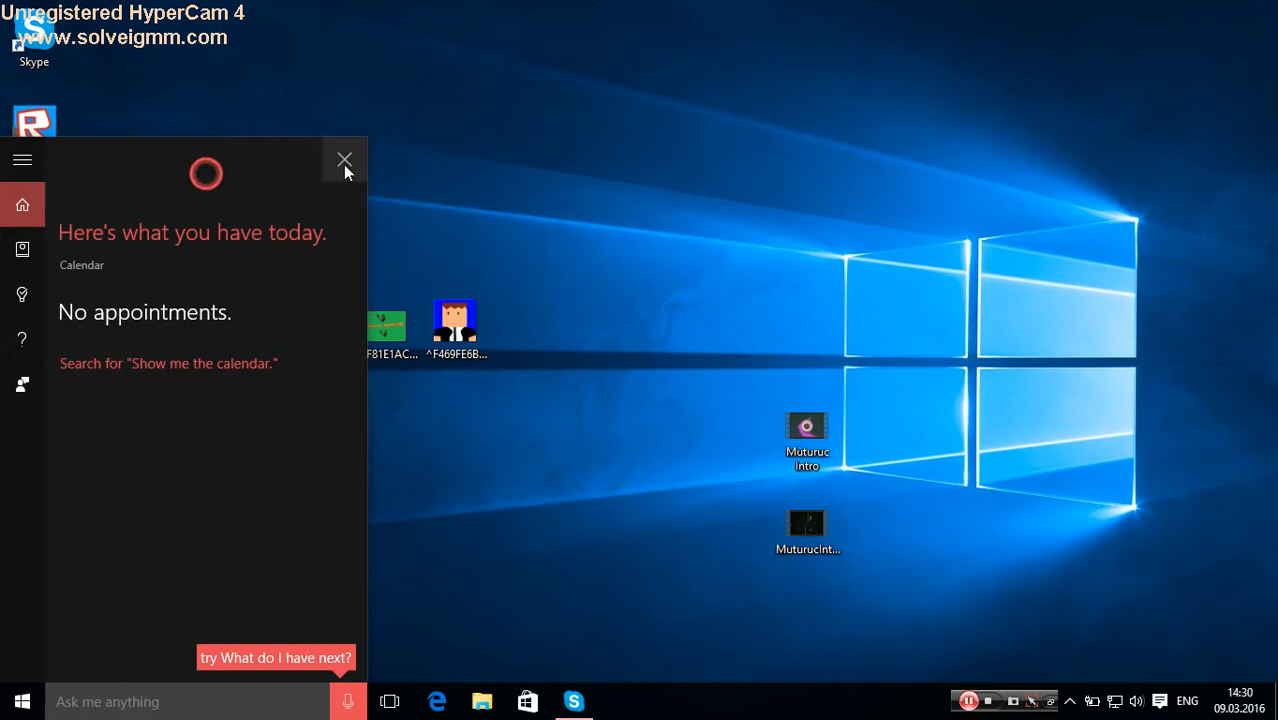 Unregistered HyperCam 4
www.solveigmm.com
Skype
Here's what you have today.
Calendar
No appointments.
Search for "Show me the calendar."
F81E1AC...
^F469FE6B...
Muturuc
Intro
MuturucInt...
try What do I have next?
Ask me anything
ENG
14:30
09.03.2016